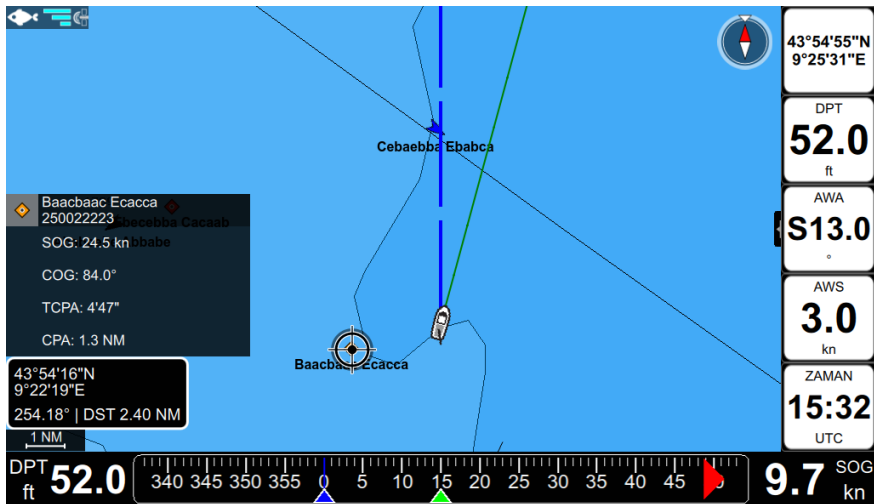 Cebaebba Ebabca
Baacbaac Ecacca
250022223
Sbecebba Cacaab
SOG: 24.5 kn
COG: 84.0°
TCPA: 4'47"
CPA: 1.3 NM
Baacbaac Ecacca
43°54'16"N
9°22'19"E
254.18° | DST 2.40 NM
1 NM
43°54'55"N
9°25'31"E
DPT
52.0
ft
AWA
S13.0
°
AWS
3.0
kn
ZAMAN
15:32
UTC
DPT
ft
52.0
340 345 350 355 0 5 10 15 20 25 30 35 40 45
9.7
SOG
kn